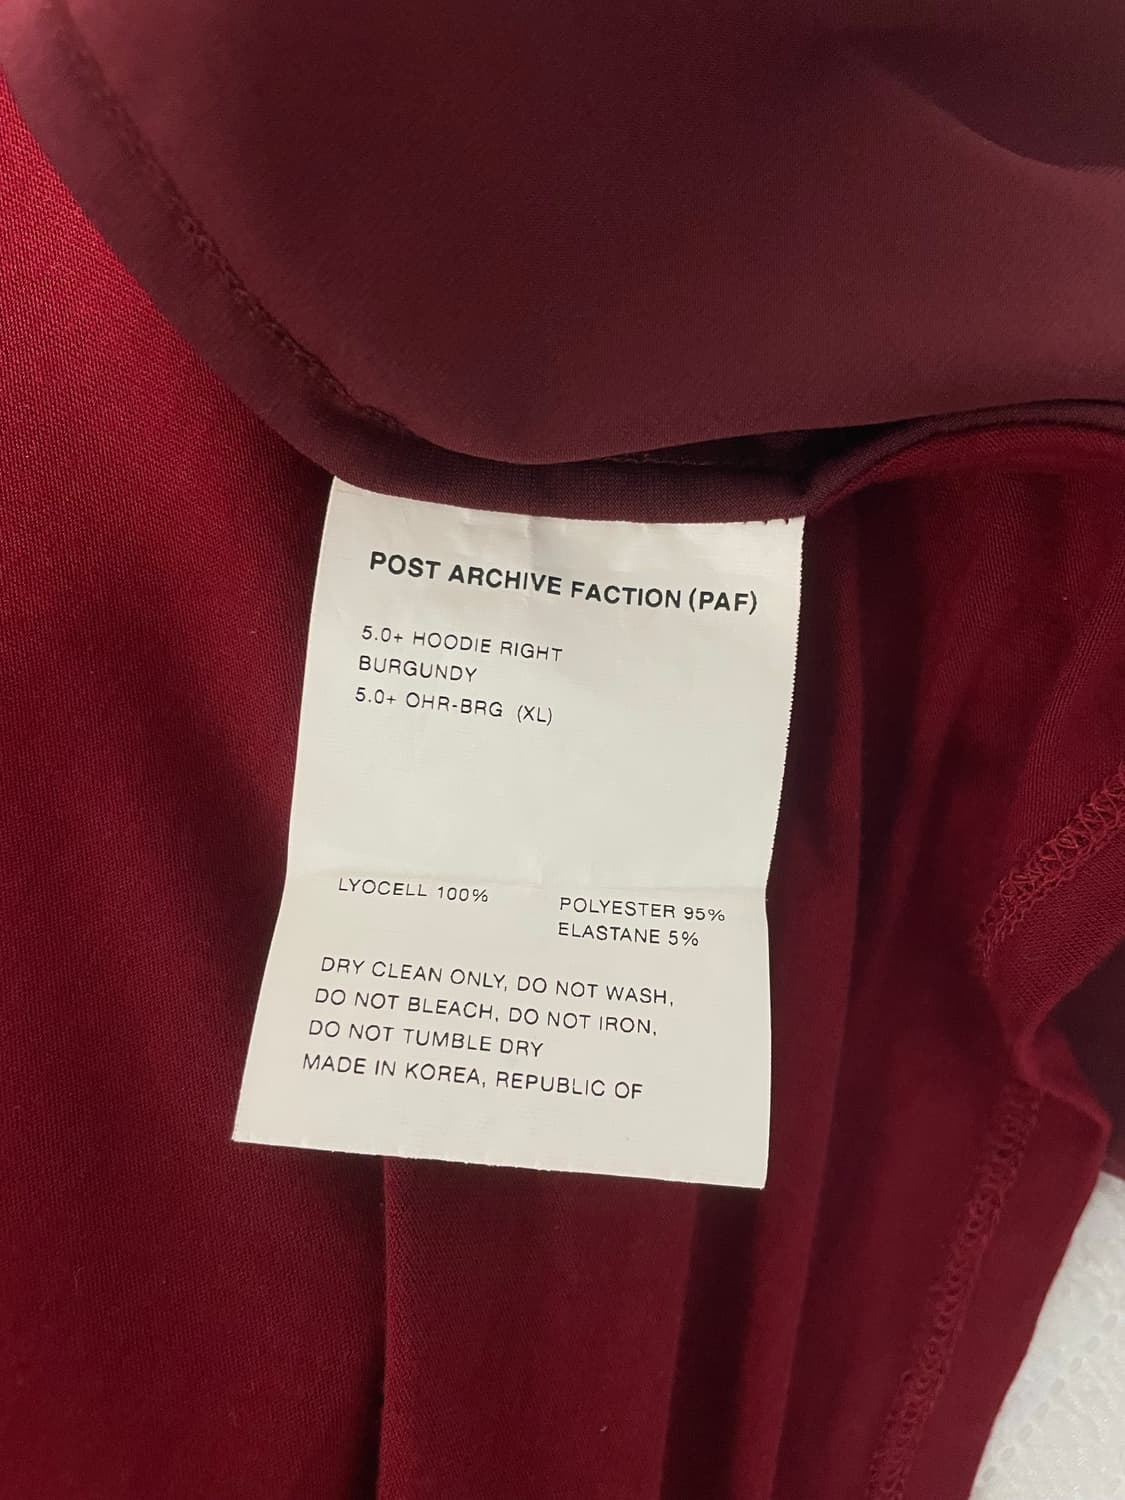 POST ARCHIVE FACTION (PAF)
5.0+ HOODIE RIGHT
BURGUNDY
5.0+ OHR-BRG (XL)
LYOCELL 100%
POLYESTER 95%
ELASTANE 5%
DRY CLEAN ONLY, DO NOT WASH,
DO NOT BLEACH, DO NOT IRON,
DO NOT TUMBLE DRY
MADE IN KOREA, REPUBLIC OF